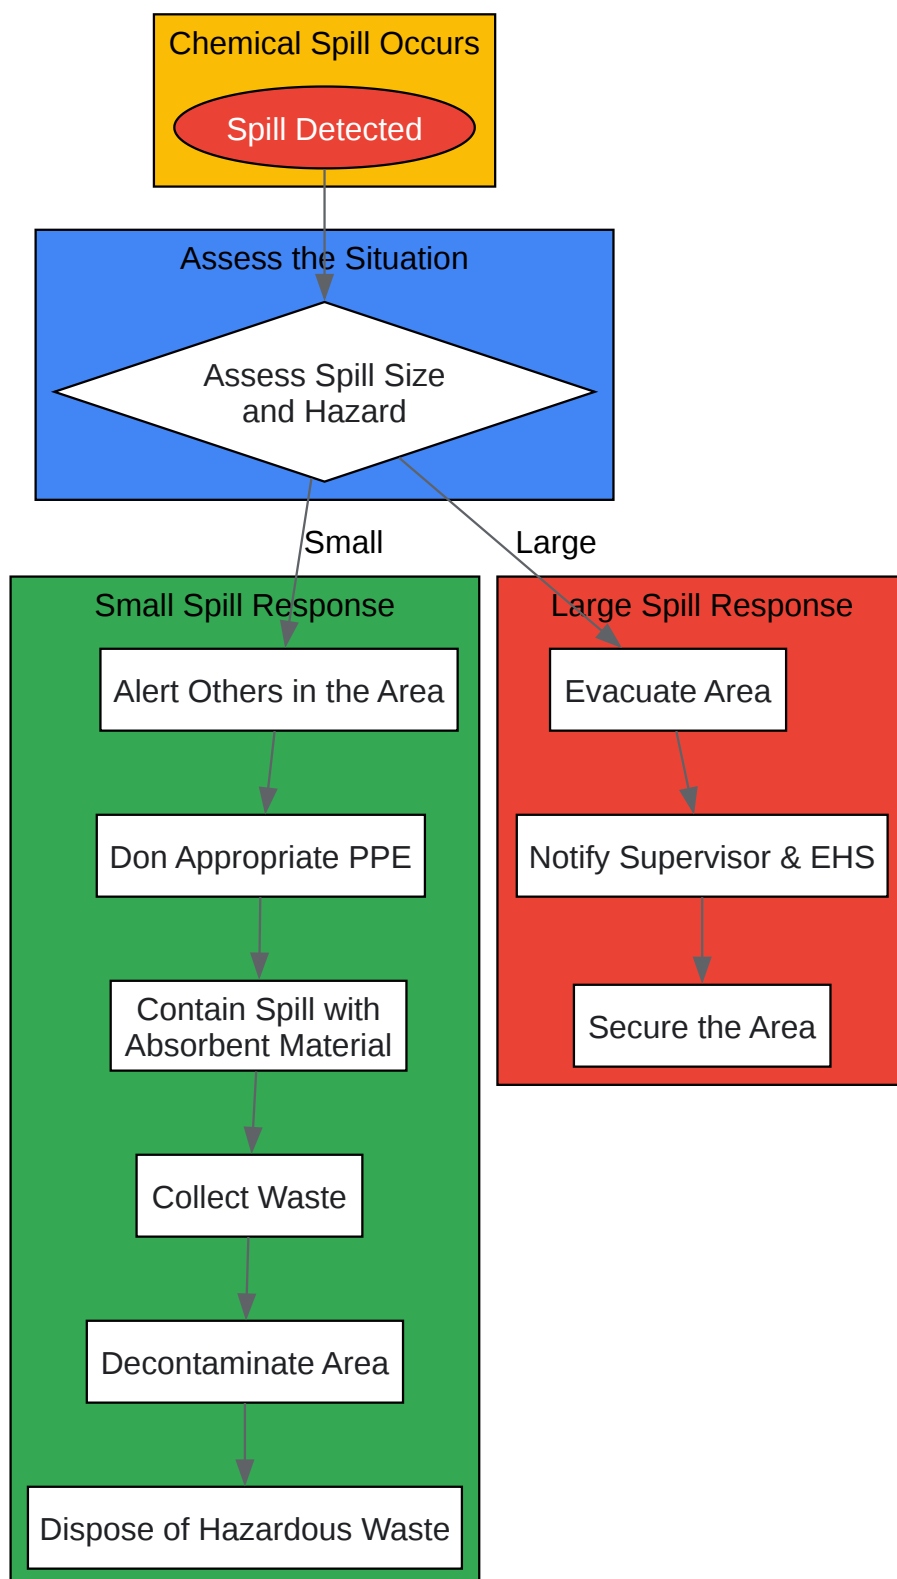 Chemical Spill Occurs
Spill Detected
Assess the Situation
Assess Spill Size
and Hazard
Small
Large
Small Spill Response
Alert Others in the Area
Don Appropriate PPE
Contain Spill with
Absorbent Material
Collect Waste
Decontaminate Area
Dispose of Hazardous Waste
Large Spill Response
Evacuate Area
Notify Supervisor & EHS
Secure the Area